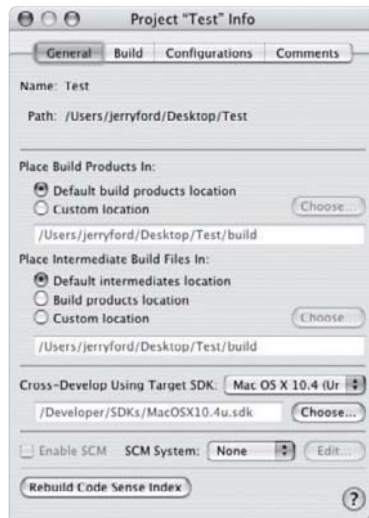 Project "Test" Info
General Build Configurations Comments
Name: Test
Path: /Users/jerryford/Desktop/Test
Place Build Products In:
Default build products location
Custom location Choose...
/Users/jerryford/Desktop/Test/build
Place Intermediate Build Files In:
Default intermediates location
Build products location
Custom location Choose...
/Users/jerryford/Desktop/Test/build
Cross-Develop Using Target SDK: Mac OS X 10.4 (Ur
/Developer/SDKs/MacOSX10.4u.sdk Choose...
Enable SCM SCM System: None Edit...
Rebuild Code Sense Index
?